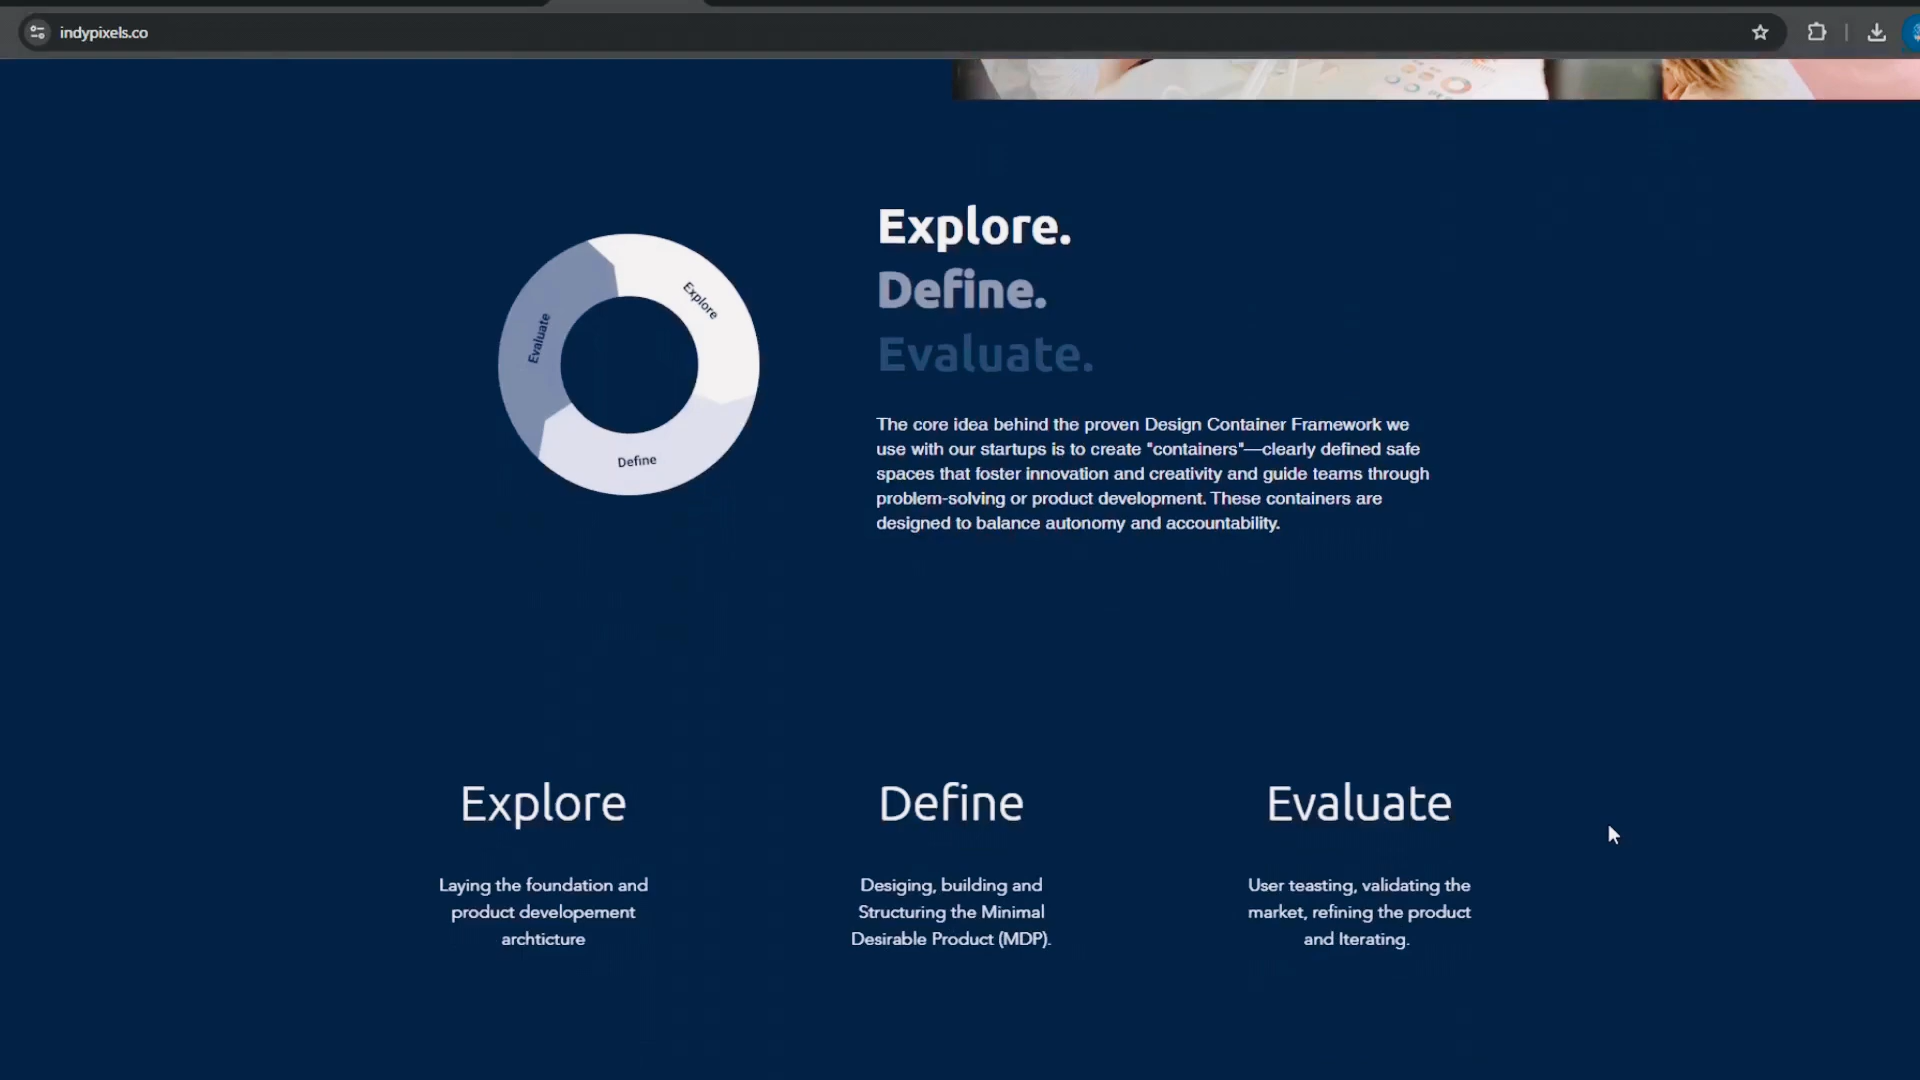 indypixels.co
Explore.
Define.
Evaluate.
Explore
Evaluate
Define
The core idea behind the proven Design Container Framework we
use with our startups is to create "containers"—clearly defined safe
spaces that foster innovation and creativity and guide teams through
problem-solving or product development. These containers are
designed to balance autonomy and accountability.
Explore
Laying the foundation and
product developement
archticture
Define
Desiging, building and
Structuring the Minimal
Desirable Product (MDP).
Evaluate
User teasting, validating the
market, refining the product
and Iterating.